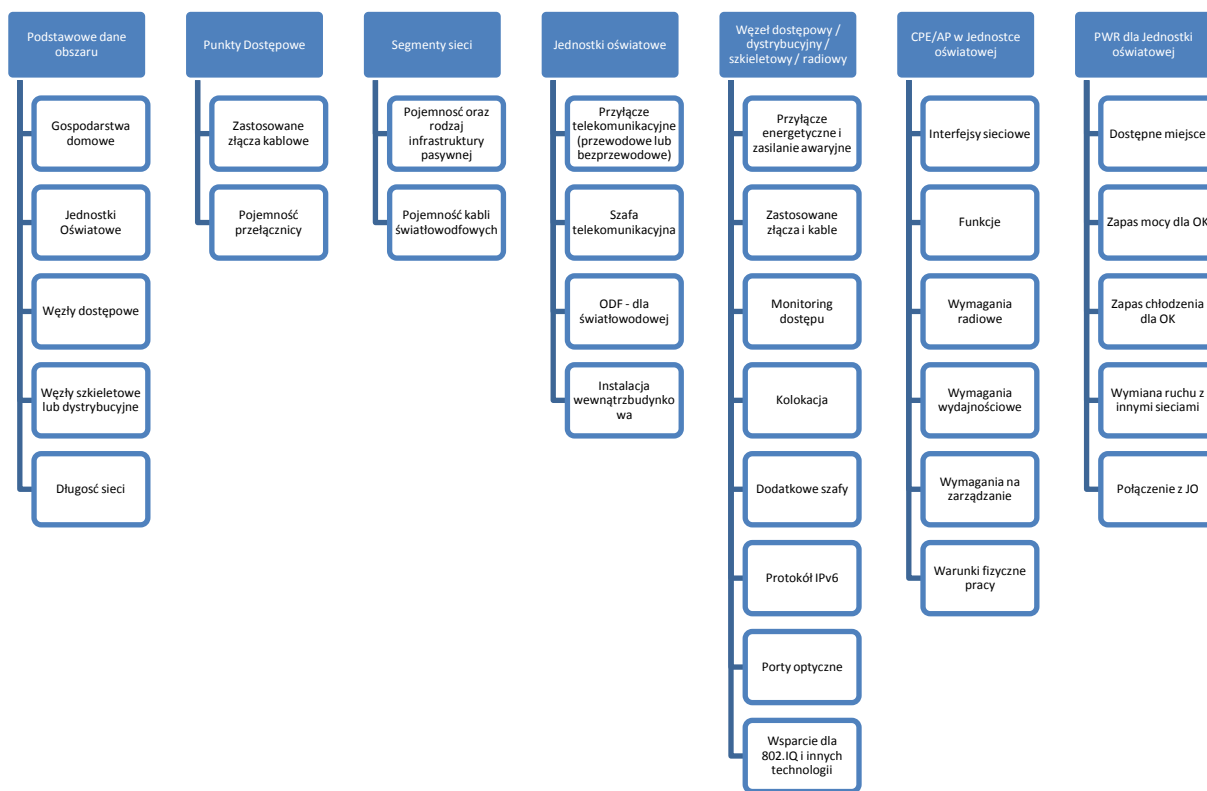 Podstawowe dane
obszaru
Gospodarstwa
domowe
Jednostki
Oświatowe
Węzły dostępowe
Węzły szkieletowe
lub dystrybucyjne
Długosć sieci
Punkty Dostępowe
Zastosowane
złącza kablowe
Pojemność
przełącznicy
Segmenty sieci
Pojemnosć oraz
rodzaj
infrastruktury
pasywnej
Pojemność kabli
światłowodfowych
Jednostki oświatowe
Przyłącze
telekomunikacyjne
(przewodowe lub
bezprzewodowe)
Szafa
telekomunikacyjna
ODF - dla
światłowodowej
Instalacja
wewnątrzbudynko
wa
Węzeł dostępowy /
dystrybucyjny /
szkieletowy / radiowy
Przyłącze
energetyczne i
zasilanie awaryjne
Zastosowane
złącza i kable
Monitoring
dostępu
Kolokacja
Dodatkowe szafy
Protokół IPv6
Porty optyczne
Wsparcie dla
802.IQ i innych
technologii
CPE/AP w Jednostce
oświatowej
Interfejsy sieciowe
Funkcje
Wymagania
radiowe
Wymagania
wydajnościowe
Wymagania na
zarządzanie
Warunki fizyczne
pracy
PWR dla Jednostki
oświatowej
Dostępne miejsce
Zapas mocy dla OK
Zapas chłodzenia
dla OK
Wymiana ruchu z
innymi sieciami
Połączenie z JO